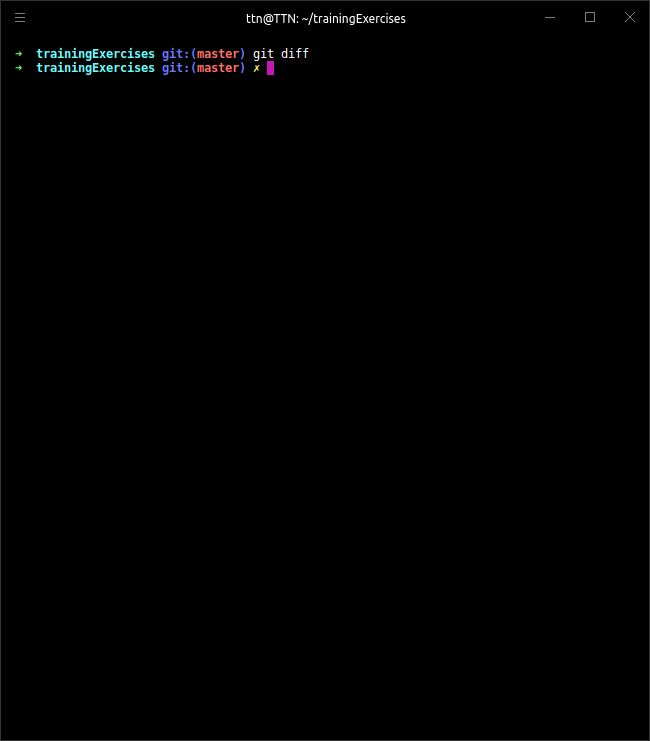 ttn@TTN: ~/trainingExercises
➜  trainingExercises git:(master) git diff
➜  trainingExercises git:(master) ✗